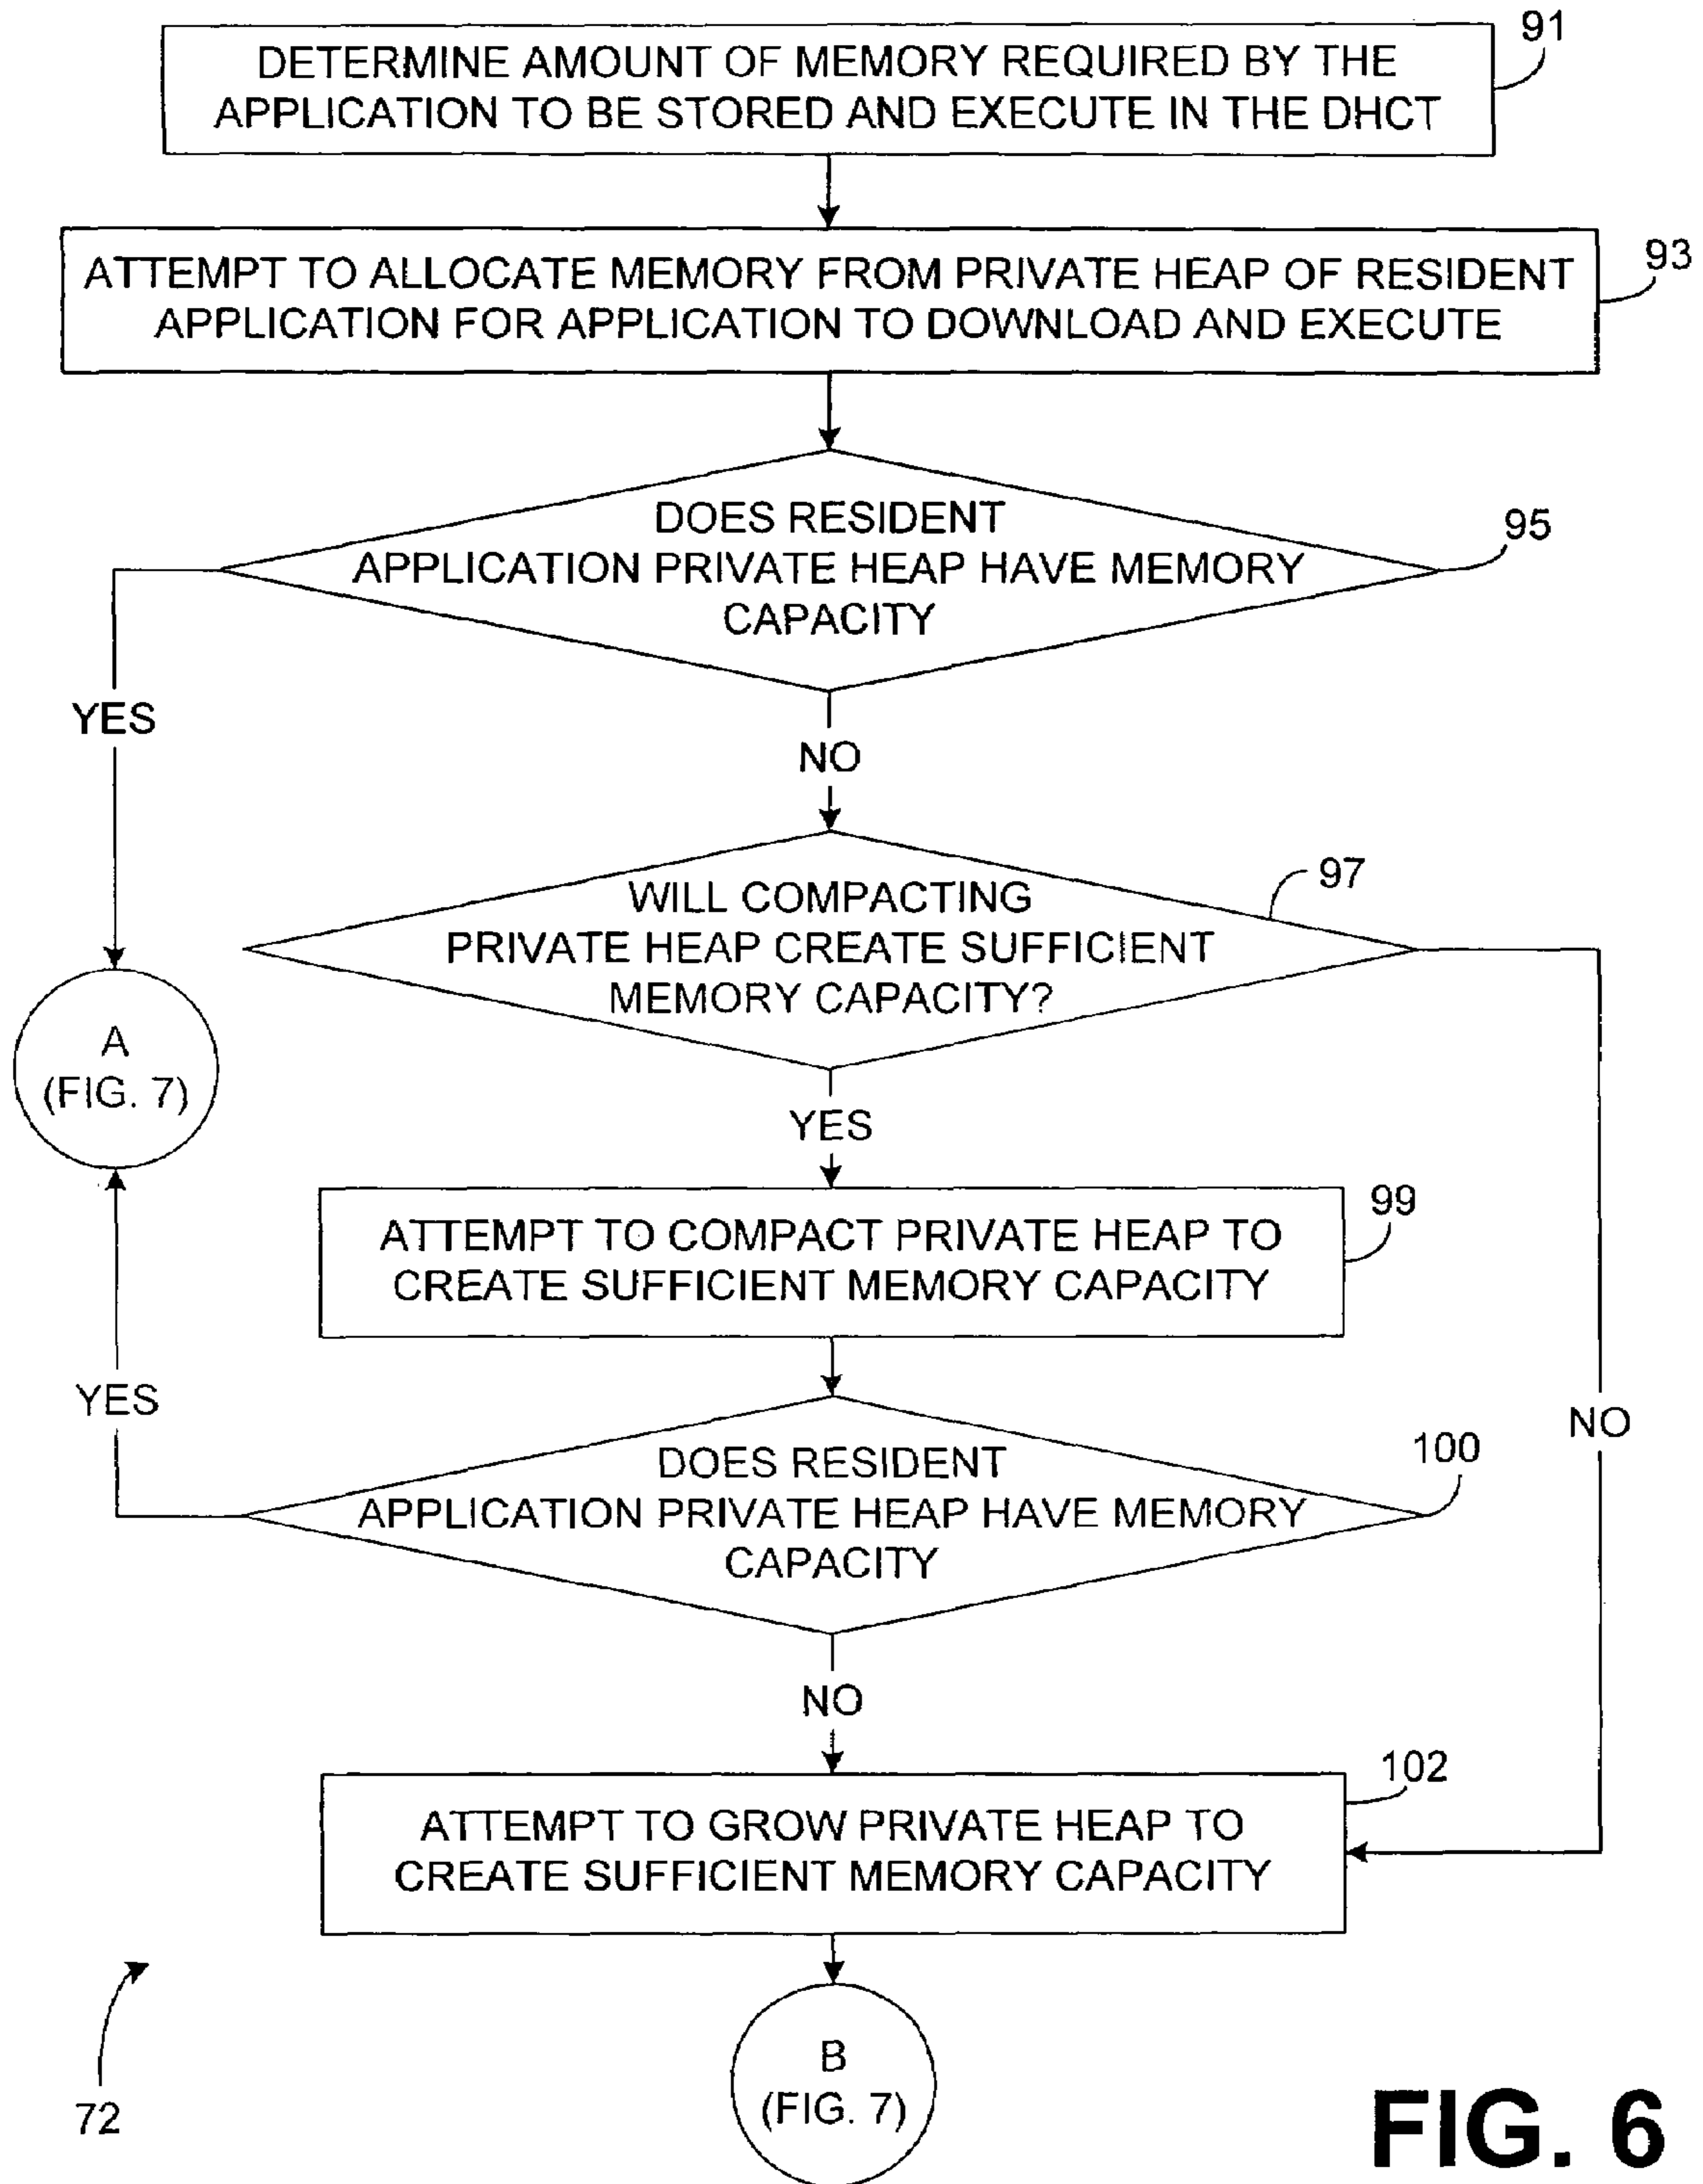 91
DETERMINE AMOUNT OF MEMORY REQUIRED BY THE
APPLICATION TO BE STORED AND EXECUTE IN THE DHCT
93
ATTEMPT TO ALLOCATE MEMORY FROM PRIVATE HEAP OF RESIDENT
APPLICATION FOR APPLICATION TO DOWNLOAD AND EXECUTE
95
DOES RESIDENT
APPLICATION PRIVATE HEAP HAVE MEMORY
CAPACITY
YES
NO
97
WILL COMPACTING
PRIVATE HEAP CREATE SUFFICIENT
MEMORY CAPACITY?
A
(FIG. 7)
YES
99
ATTEMPT TO COMPACT PRIVATE HEAP TO
CREATE SUFFICIENT MEMORY CAPACITY
YES
NO
100
DOES RESIDENT
APPLICATION PRIVATE HEAP HAVE MEMORY
CAPACITY
NO
102
ATTEMPT TO GROW PRIVATE HEAP TO
CREATE SUFFICIENT MEMORY CAPACITY
B
(FIG. 7)
72
FIG. 6